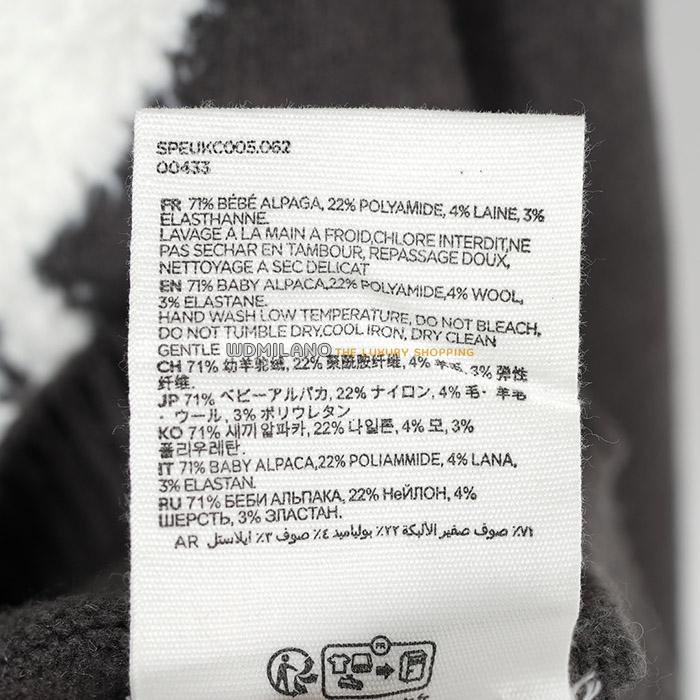 SPEUKC005.062
00433
FR 71% BÉBÉ ALPAGA, 22% POLYAMIDE, 4% LAINE, 3%
ELASTHANNE.
LAVAGE A LA MAIN A FROID,CHLORE INTERDIT,NE
PAS SECHAR EN TAMBOUR, REPASSAGE DOUX,
NETTOYAGE A SEC DELICAT
EN 71% BABY ALPACA,22% POLYAMIDE,4% WOOL,
3% ELASTANE.
HAND WASH LOW TEMPERATURE, DO NOT BLEACH,
DO NOT TUMBLE DRY,COOL IRON, DRY CLEAN
GENTLE
WDMILANO THE LUXURY SHOPPING
CH 71% 幼羊驼绒, 22% 聚酰胺纤维, 4% 羊毛, 3% 弹性
纤维.
JP 71% ベビーアルパカ, 22% ナイロン, 4% 毛・羊毛
・ウール, 3% ポリウレタン
KO 71% 새끼 알파카, 22% 나일론, 4% 모, 3%
폴리우레탄.
IT 71% BABY ALPACA,22% POLIAMMIDE, 4% LANA,
3% ELASTAN.
RU 71% БЕБИ АЛЬПАКА, 22% НеЙЛОН, 4%
ШЕРСТЬ, 3% ЭЛАСТАН.
AR ٧١٪ صوف صغير الألبكة ٢٢٪ بولياميد ٤٪ صوف ٣٪ ايلاستل
FR